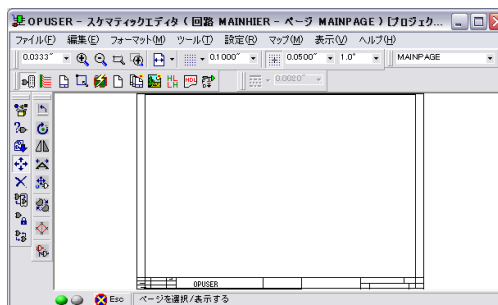 OPUSER - スケマティックエディタ ( 回路 MAINHIER - ページ MAINPAGE ) [プロジェク...
ファイル(F) 編集(E) フォーマット(M) ツール(T) 設定(R) マップ(M) 表示(V) ヘルプ(H)
0.0333" 0.1000" 0.0500" 1.0" MAINPAGE
HL LH HDL 0.0020"
OPUSER
Esc ページを選択/表示する